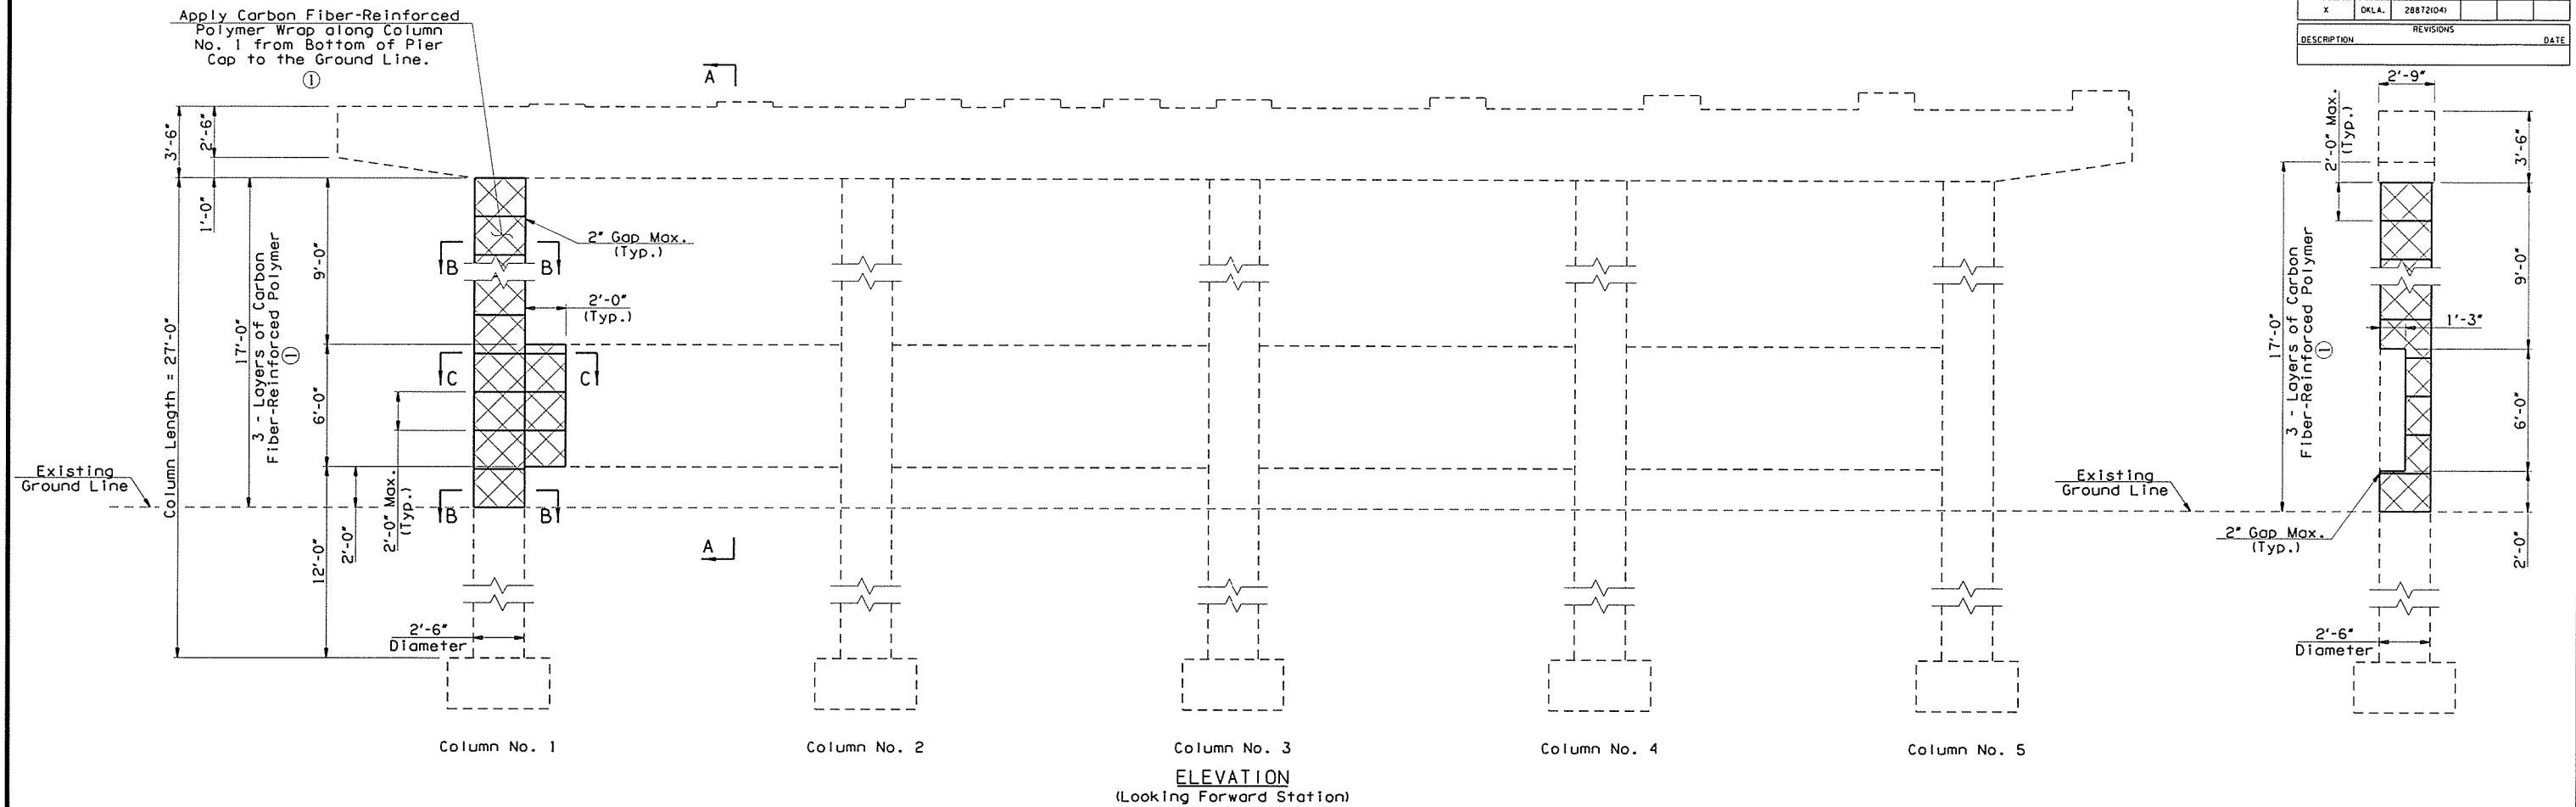 X OKLA. 28872(04)
REVISIONS
DESCRIPTION DATE
Apply Carbon Fiber-Reinforced
Polymer Wrap along Column
No. 1 from Bottom of Pier
Cap to the Ground Line.
①
A
3'-6"
2'-6"
1'-0"
Column Length = 27'-0"
17'-0"
3 - Layers of Carbon
Fiber-Reinforced Polymer
①
9'-0"
6'-0"
12'-0"
2'-0"
2'-0" Max.
(Typ.)
2" Gap Max.
(Typ.)
B B
2'-0"
(Typ.)
C C
B B
A
Existing
Ground Line
2'-6"
Diameter
Column No. 1
Column No. 2
Column No. 3
Column No. 4
Column No. 5
ELEVATION
(Looking Forward Station)
2'-9"
2'-0" Max.
(Typ.)
3'-6"
17'-0"
3 - Layers of Carbon
Fiber-Reinforced Polymer
①
9'-0"
1'-3"
6'-0"
2'-0"
Existing
Ground Line
2" Gap Max.
(Typ.)
2'-6"
Diameter